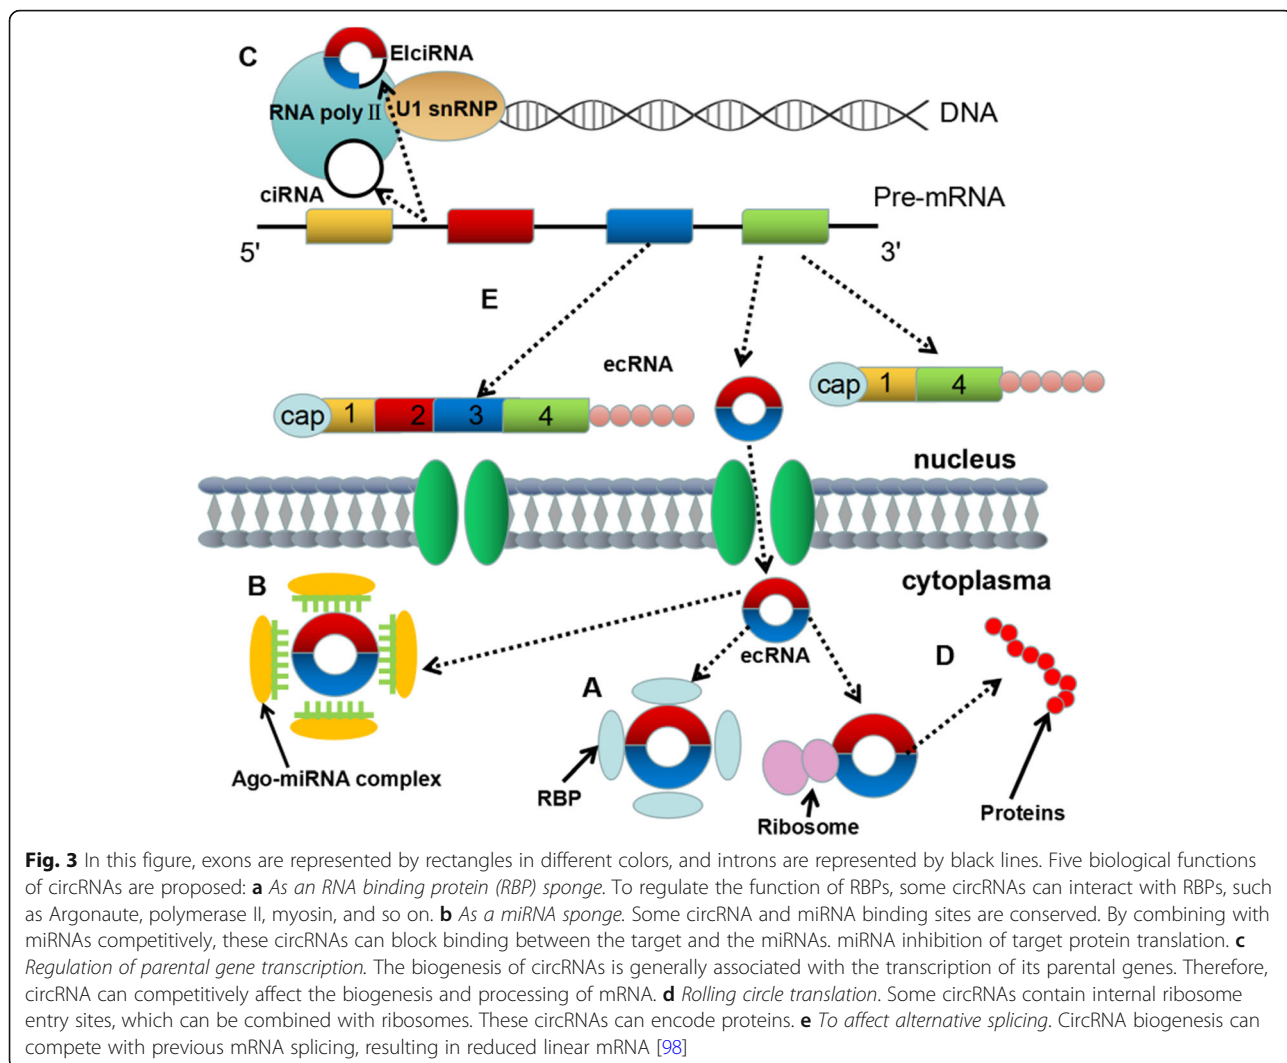 C
EIciRNA
RNA poly II
U1 snRNP
DNA
ciRNA
Pre-mRNA
5'
3'
E
ecRNA
cap 1 2 3 4
cap 1 4
nucleus
cytoplasma
B
ecRNA
D
A
Ago-miRNA complex
RBP
Ribosome
Proteins
Fig. 3 In this figure, exons are represented by rectangles in different colors, and introns are represented by black lines. Five biological functions
of circRNAs are proposed: a As an RNA binding protein (RBP) sponge. To regulate the function of RBPs, some circRNAs can interact with RBPs, such
as Argonaute, polymerase II, myosin, and so on. b As a miRNA sponge. Some circRNA and miRNA binding sites are conserved. By combining with
miRNAs competitively, these circRNAs can block binding between the target and the miRNAs. miRNA inhibition of target protein translation. c
Regulation of parental gene transcription. The biogenesis of circRNAs is generally associated with the transcription of its parental genes. Therefore,
circRNA can competitively affect the biogenesis and processing of mRNA. d Rolling circle translation. Some circRNAs contain internal ribosome
entry sites, which can be combined with ribosomes. These circRNAs can encode proteins. e To affect alternative splicing. CircRNA biogenesis can
compete with previous mRNA splicing, resulting in reduced linear mRNA [98]